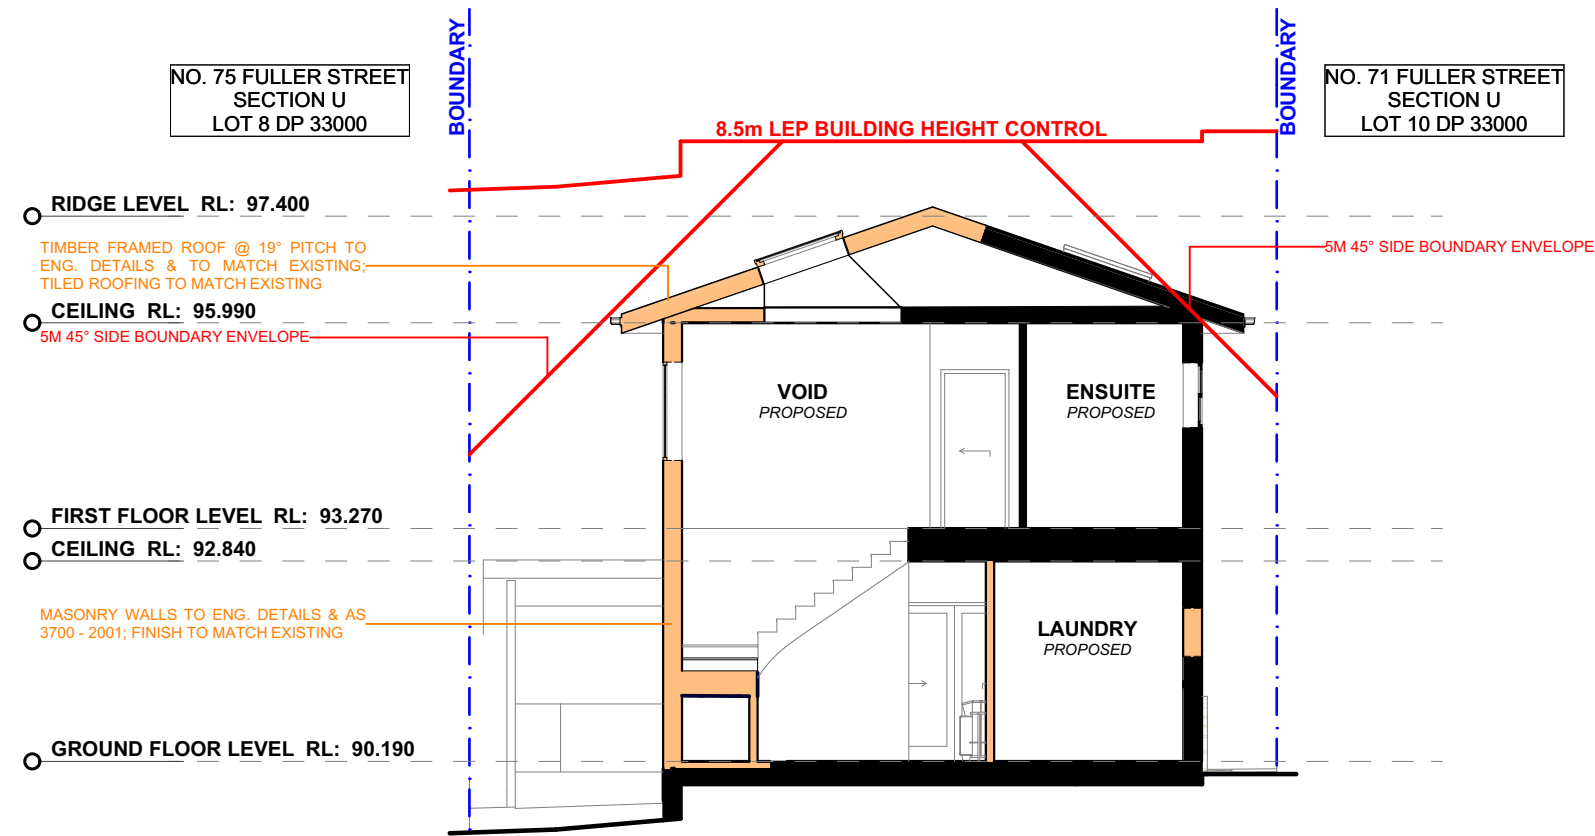 BOUNDARY
BOUNDARY
NO. 75 FULLER STREET
SECTION U
LOT 8 DP 33000
NO. 71 FULLER STREET
SECTION U
LOT 10 DP 33000
8.5m LEP BUILDING HEIGHT CONTROL
RIDGE LEVEL RL: 97.400
TIMBER FRAMED ROOF @ 19° PITCH TO
ENG. DETAILS & TO MATCH EXISTING;
TILED ROOFING TO MATCH EXISTING
5M 45° SIDE BOUNDARY ENVELOPE
CEILING RL: 95.990
5M 45° SIDE BOUNDARY ENVELOPE
VOID
PROPOSED
ENSUITE
PROPOSED
FIRST FLOOR LEVEL RL: 93.270
CEILING RL: 92.840
MASONRY WALLS TO ENG. DETAILS & AS
3700 - 2001; FINISH TO MATCH EXISTING
LAUNDRY
PROPOSED
GROUND FLOOR LEVEL RL: 90.190